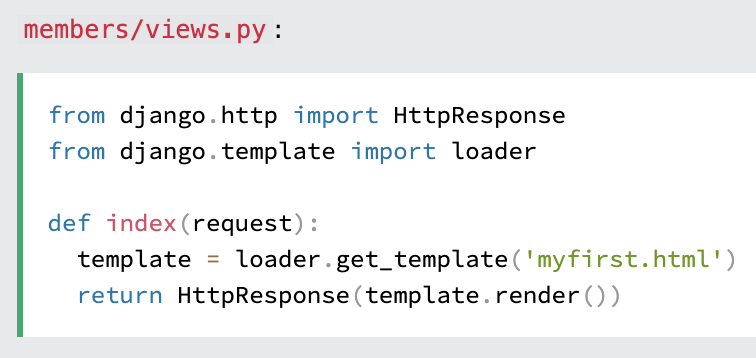 members/views.py:
from django.http import HttpResponse
from django.template import loader
def index(request):
  template = loader.get_template('myfirst.html')
  return HttpResponse(template.render())